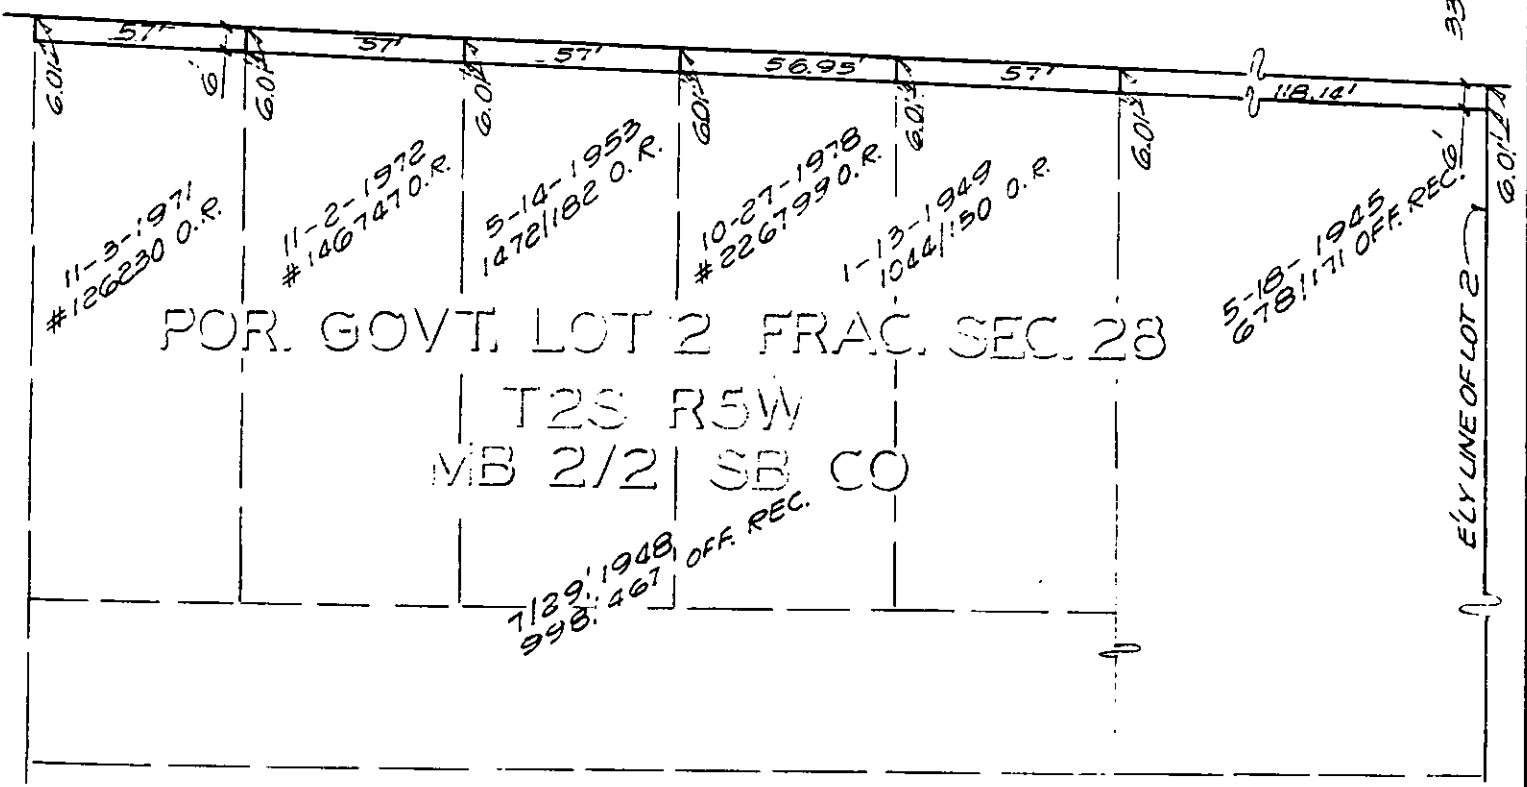 33
57' 57' 57' 56.95' 57' 118.14'
6.01' 6' 6.01' 6.01' 6.01' 6.01' 6.01' 6' 6.01'
11-3-1971
#126230 O.R.
11-2-1972
#146747 O.R.
5-14-1953
1472/182 O.R.
10-27-1978
#226799 O.R.
1-13-1949
1044/150 O.R.
5-18-1945
678/171 OFF. REC.
E'LY LINE OF LOT 2
POR. GOVT. LOT 2 FRAC. SEC. 28
T2S R5W
MB 2/2 SB CO
7/29/1948
998/467 OFF. REC.